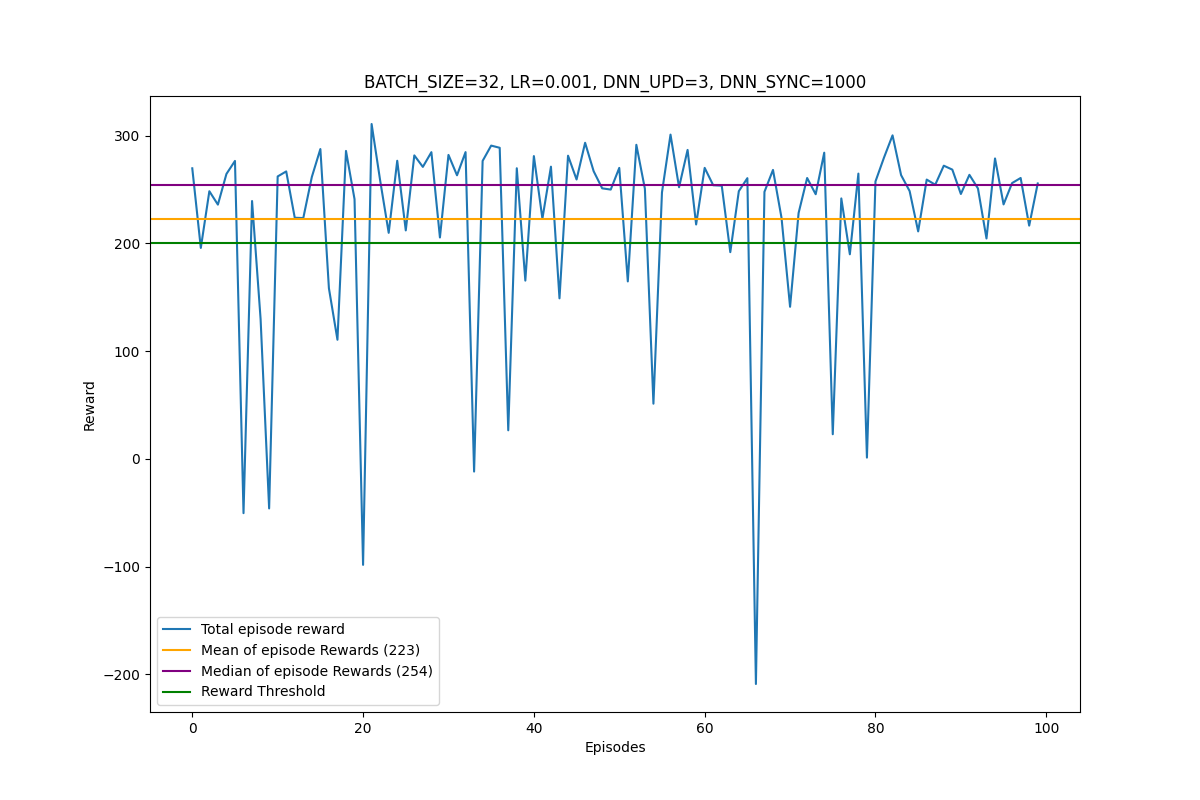 BATCH_SIZE=32, LR=0.001, DNN_UPD=3, DNN_SYNC=1000
300
200
100
0
−100
−200
Reward
Total episode reward
Mean of episode Rewards (223)
Median of episode Rewards (254)
Reward Threshold
0 20 40 60 80 100
Episodes